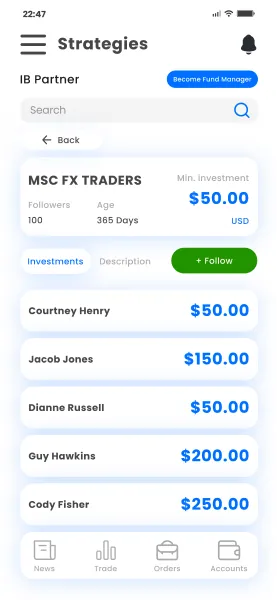 22:47
Strategies
IB Partner
Become Fund Manager
Search
Back
MSC FX TRADERS
Min. investment
$50.00
Followers
Age
100
365 Days
USD
Investments
Description
+ Follow
Courtney Henry
$50.00
Jacob Jones
$150.00
Dianne Russell
$50.00
Guy Hawkins
$200.00
Cody Fisher
$250.00
News
Trade
Orders
Accounts